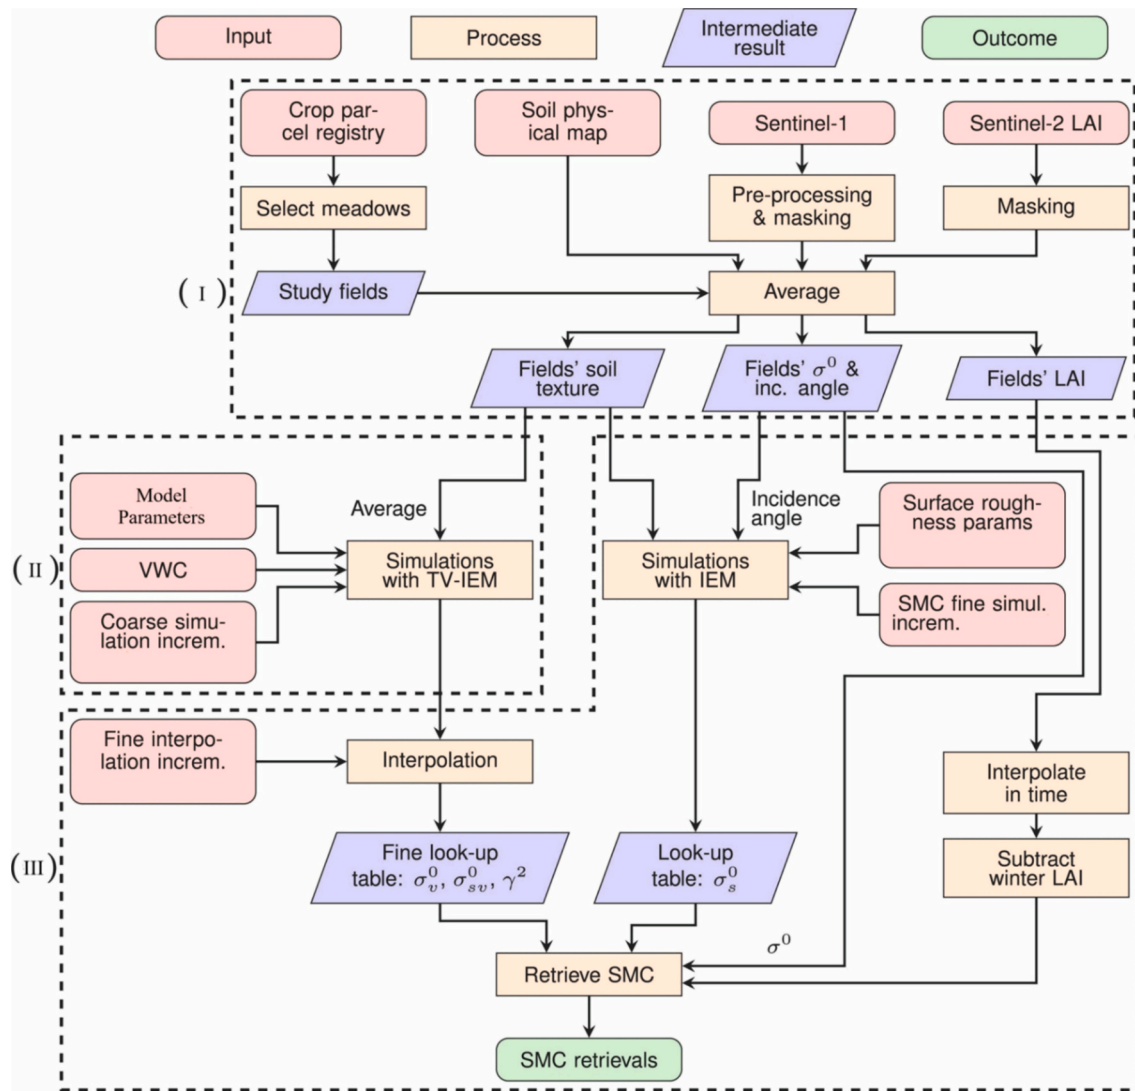 Input
Process
Intermediate
result
Outcome
Crop par-
cel registry
Soil phys-
ical map
Sentinel-1
Sentinel-2 LAI
Select meadows
Pre-processing
& masking
Masking
( I )
Study fields
Average
Fields' soil
texture
Fields' σ⁰ &
inc. angle
Fields' LAI
( II )
Model
Parameters
VWC
Coarse simu-
lation increm.
Average
Simulations
with TV-IEM
Incidence
angle
Simulations
with IEM
Surface rough-
ness params
SMC fine simul.
increm.
(III)
Fine interpo-
lation increm.
Interpolation
Interpolate
in time
Fine look-up
table: σ⁰ᵥ, σ⁰ₛᵥ, γ²
Look-up
table: σ⁰ₛ
Subtract
winter LAI
σ⁰
Retrieve SMC
SMC retrievals